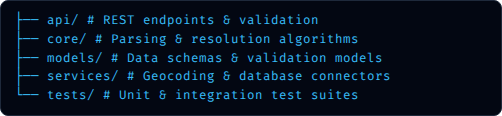 ├── api/ # REST endpoints & validation
├── core/ # Parsing & resolution algorithms
├── models/ # Data schemas & validation models
├── services/ # Geocoding & database connectors
└── tests/ # Unit & integration test suites